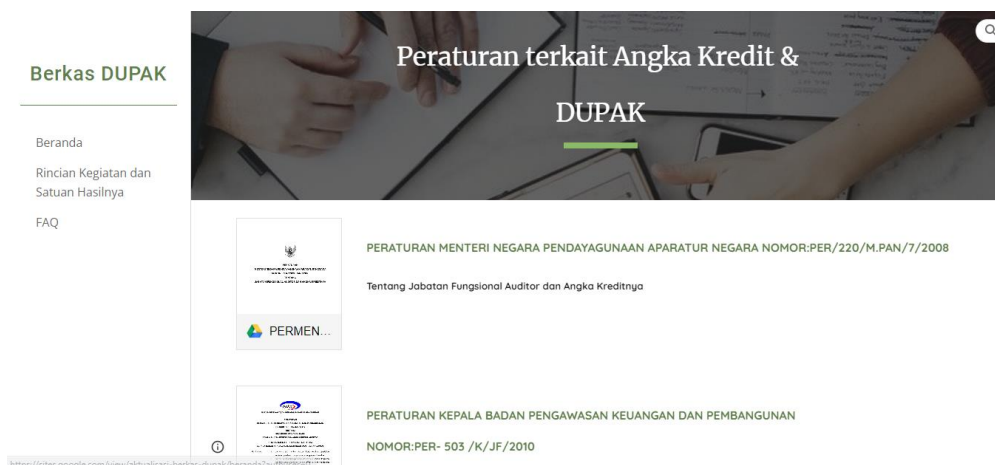 Berkas DUPAK
Beranda
Rincian Kegiatan dan
Satuan Hasilnya
FAQ
Peraturan terkait Angka Kredit &
DUPAK
PERATURAN MENTERI NEGARA PENDAYAGUNAAN APARATUR NEGARA NOMOR:PER/220/M.PAN/7/2008
Tentang Jabatan Fungsional Auditor dan Angka Kreditnya
PERMEN...
PERATURAN KEPALA BADAN PENGAWASAN KEUANGAN DAN PEMBANGUNAN
NOMOR:PER- 503 /K/JF/2010